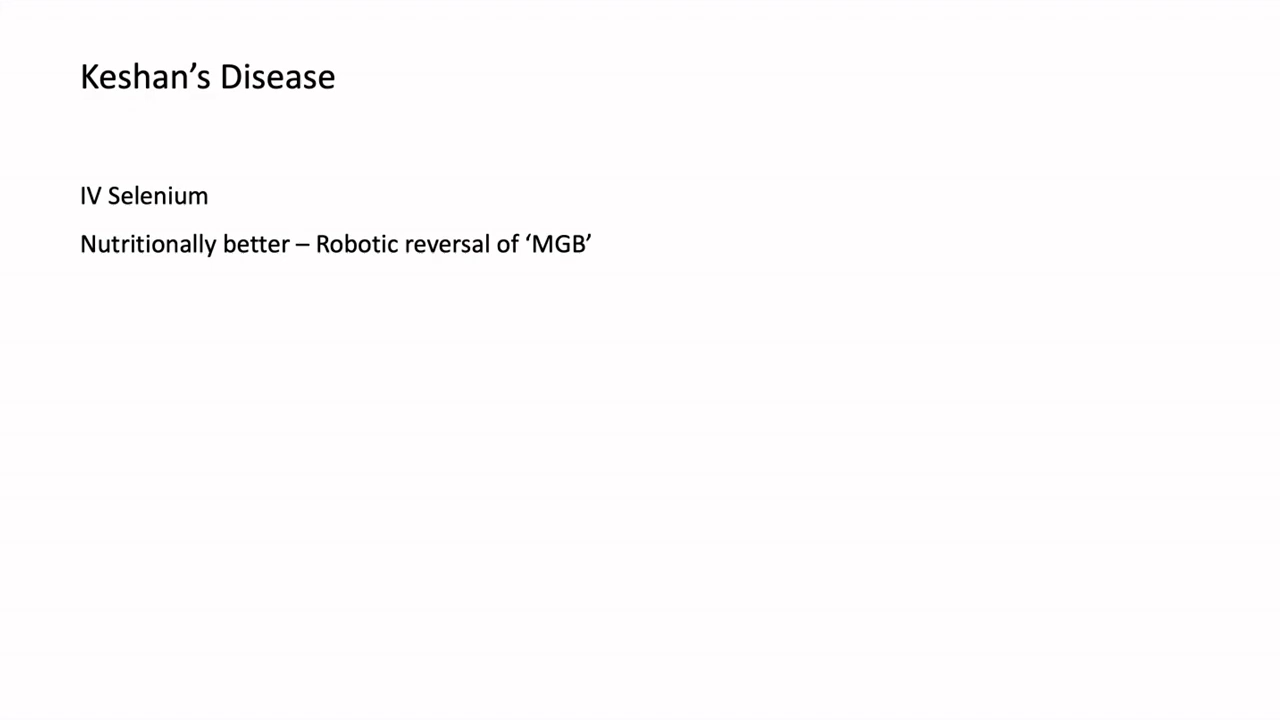 Keshan’s Disease
IV Selenium
Nutritionally better – Robotic reversal of ‘MGB’